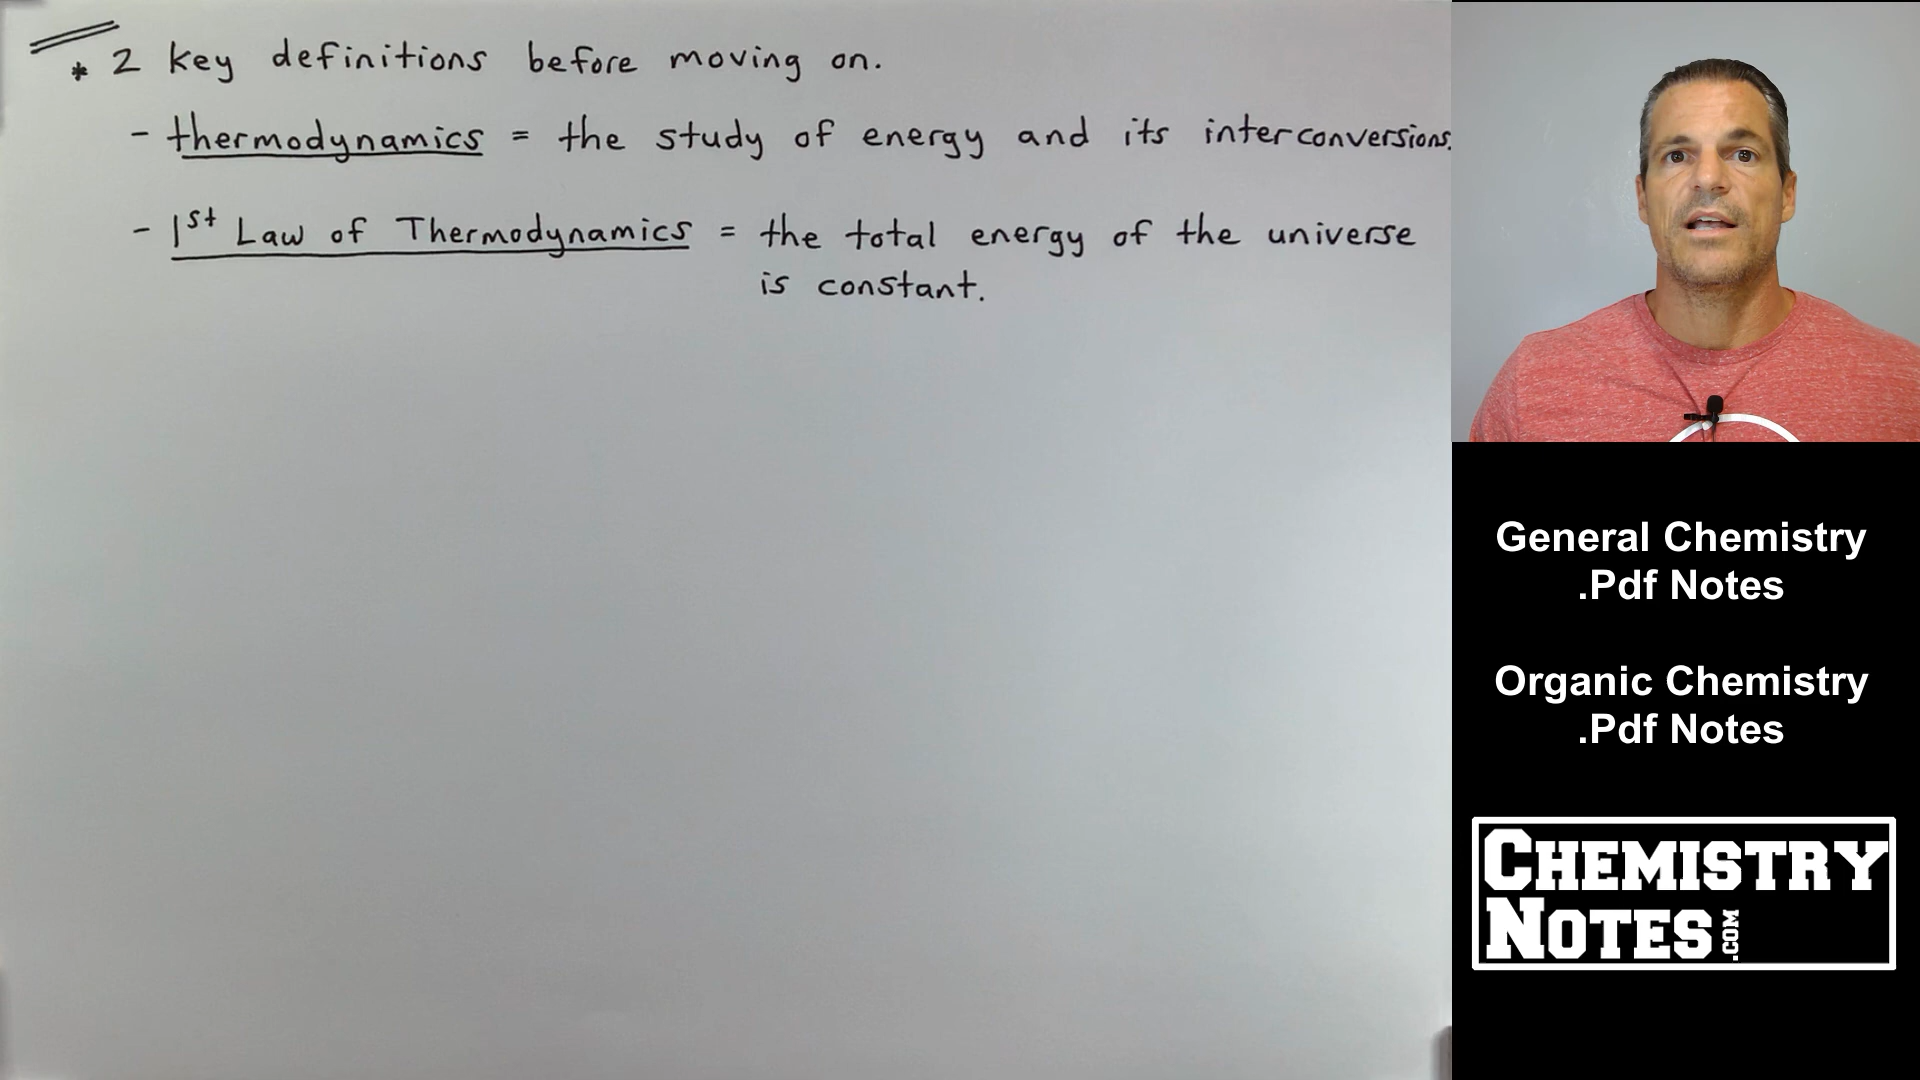 * 2 key definitions before moving on.
- thermodynamics = the study of energy and its interconversions.
- 1st Law of Thermodynamics = the total energy of the universe
is constant.
General Chemistry
.Pdf Notes
Organic Chemistry
.Pdf Notes
CHEMISTRY
NOTES.COM